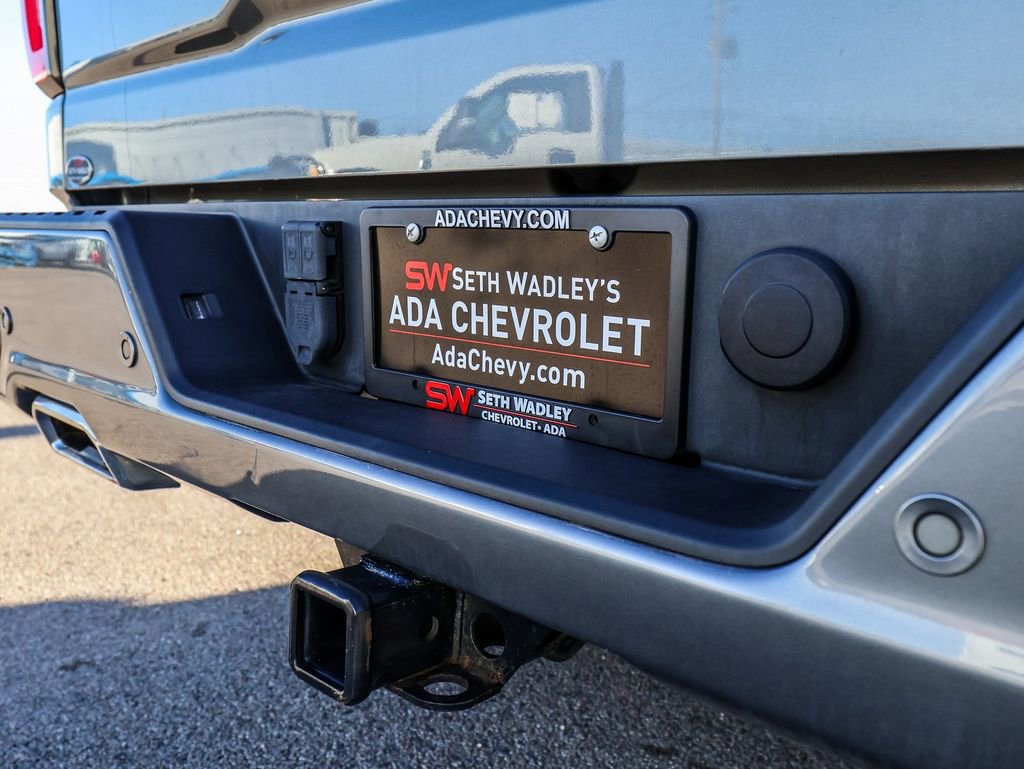 ADACHEVY.COM
SW SETH WADLEY'S
ADA CHEVROLET
AdaChevy.com
SW SETH WADLEY
CHEVROLET • ADA